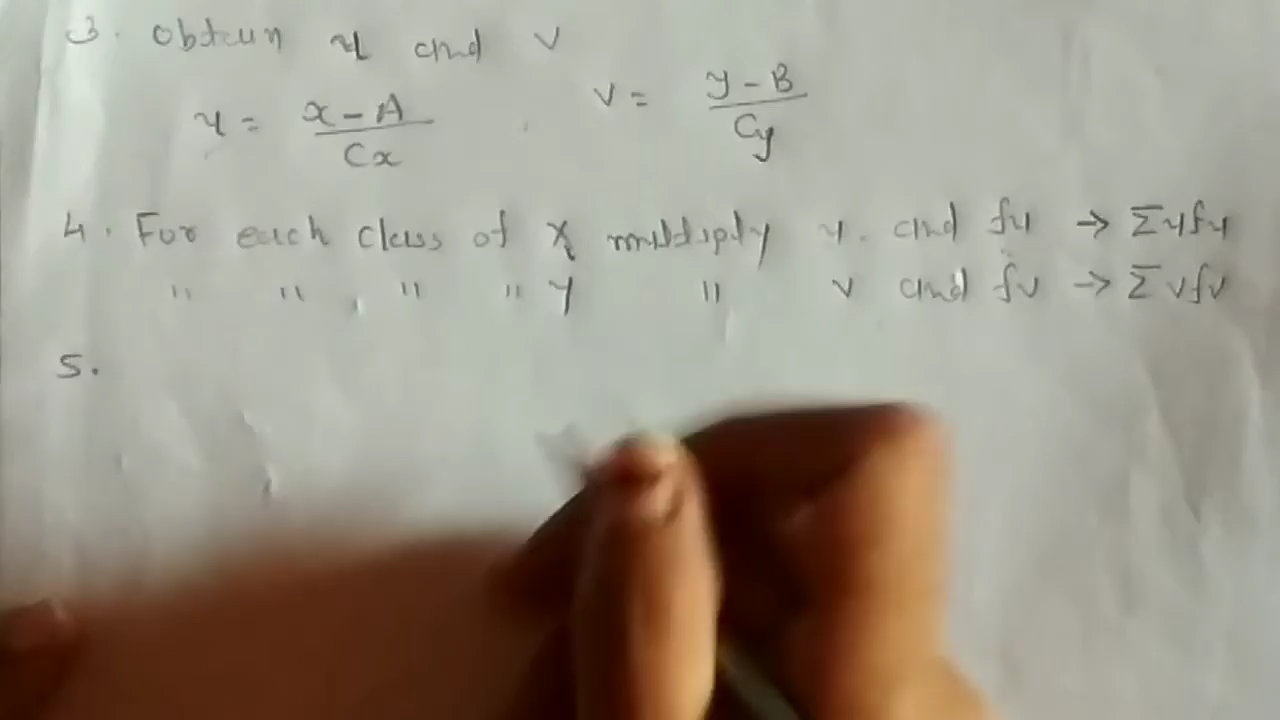 3. obtain u and v
u = x - A / Cx v = y - B / Cy
4. For each class of X multiply u. and fu → Σufu
" " " " Y " v and fv → Σvfv
5.